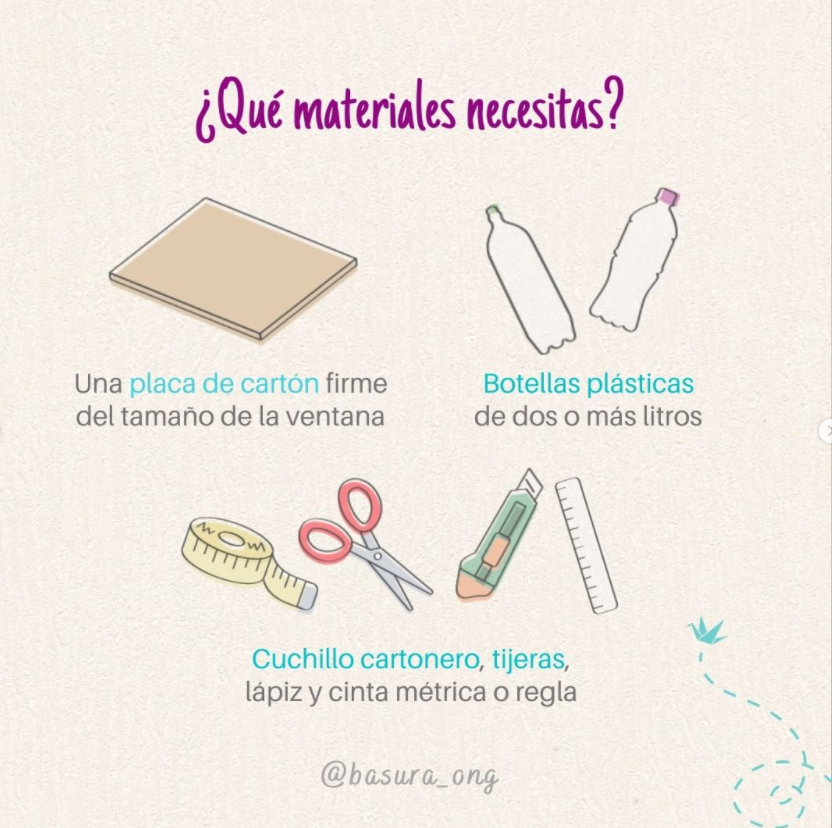 ¿Qué materiales necesitas?
Una placa de cartón firme
del tamaño de la ventana
Botellas plásticas
de dos o más litros
Cuchillo cartonero, tijeras,
lápiz y cinta métrica o regla
@basura_ong